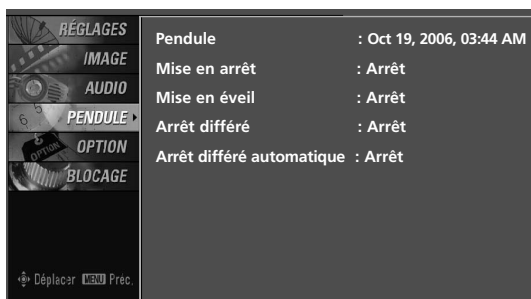 RÉGLAGES
IMAGE
AUDIO
PENDULE
OPTION
BLOCAGE
Déplacer MENU Préc.
Pendule : Oct 19, 2006, 03:44 AM
Mise en arrêt : Arrêt
Mise en éveil : Arrêt
Arrêt différé : Arrêt
Arrêt différé automatique : Arrêt